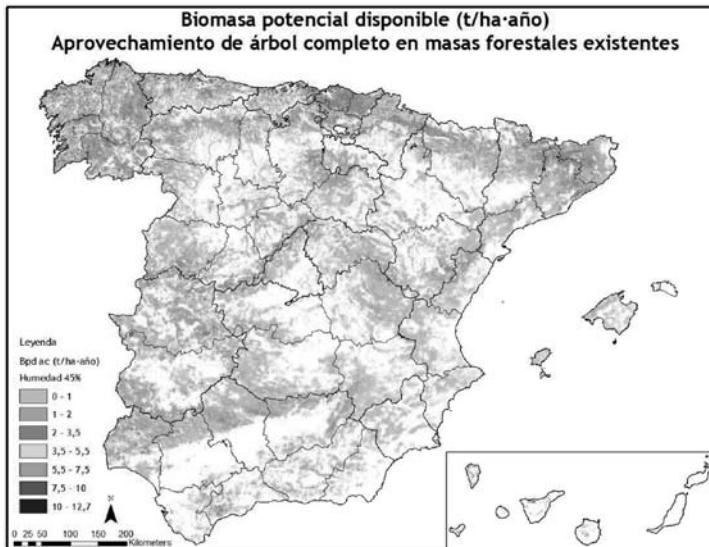 Biomasa potencial disponible (t/ha·año)
Aprovechamiento de árbol completo en masas forestales existentes
Leyenda
Bpd ac (t/ha·año)
Humedad 45%
0 - 1
1 - 2
2 - 3,5
3,5 - 5,5
5,5 - 7,5
7,5 - 10
10 - 12,7
0 25 50 100 150 200
Kilometers